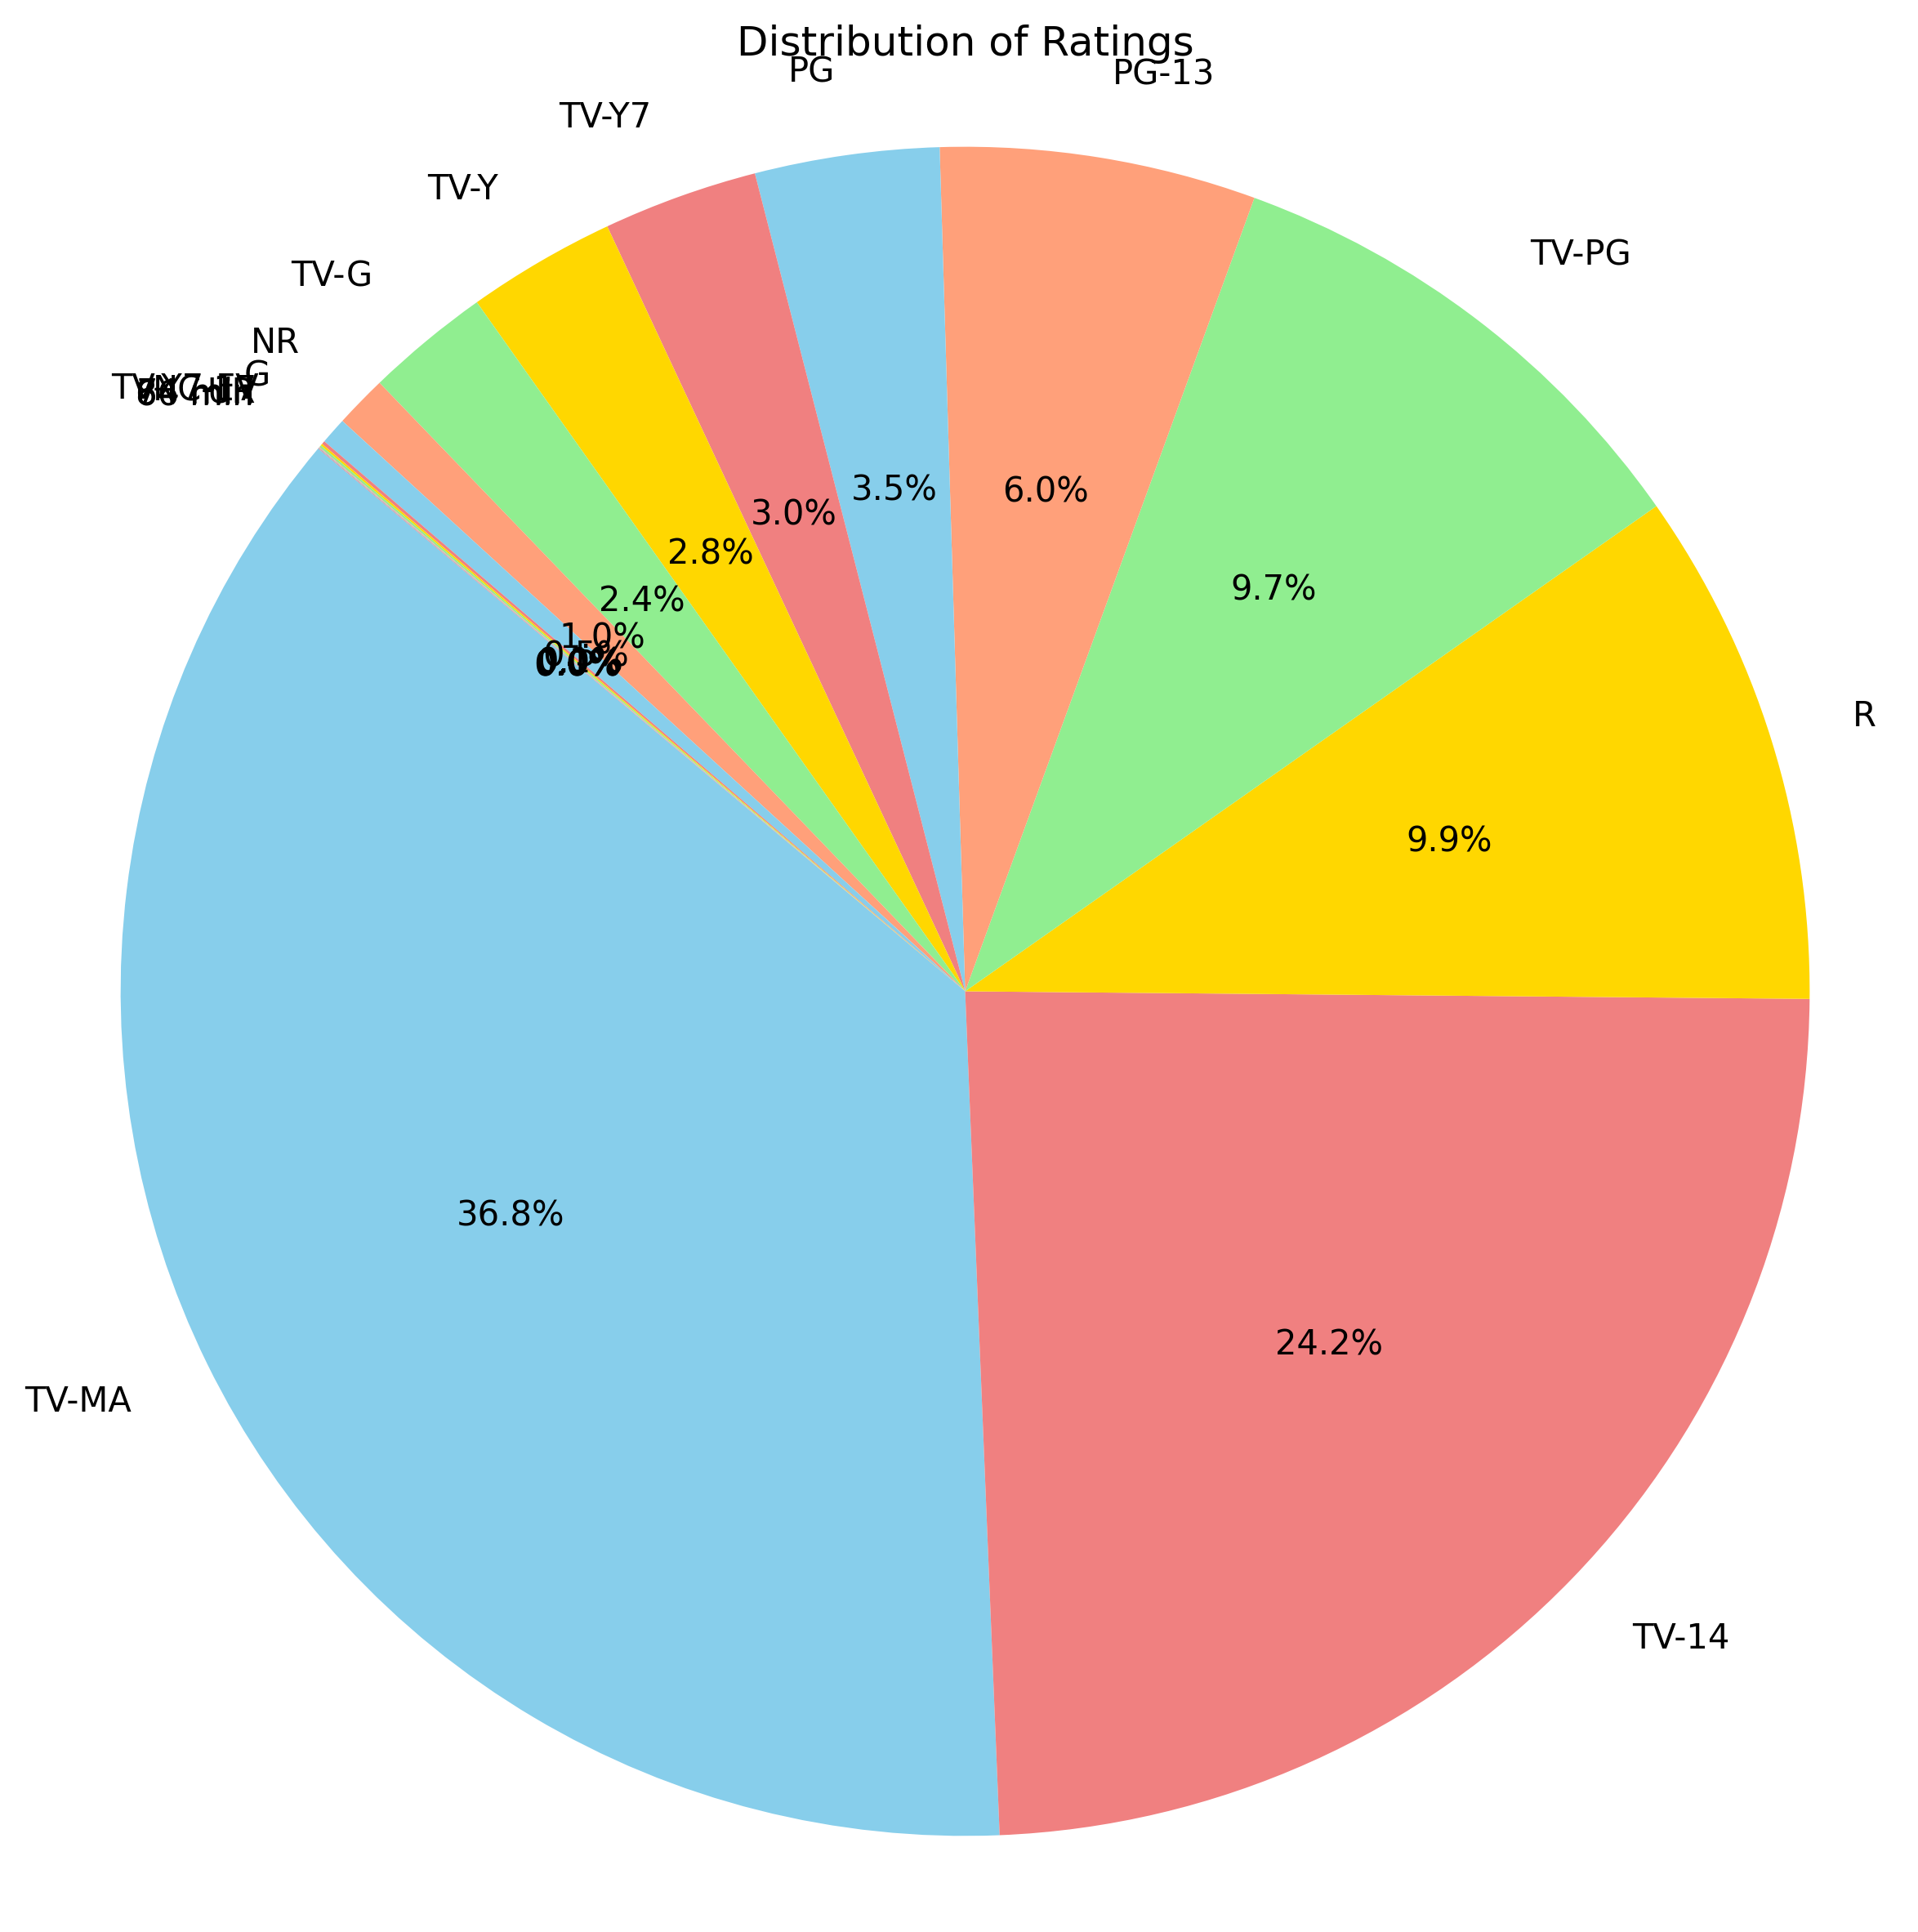 Distribution of Ratings
PG
PG-13
TV-Y7
TV-Y
TV-PG
TV-G
NR
G
3.5%
6.0%
3.0%
2.8%
9.7%
2.4%
1.0%
R
9.9%
36.8%
24.2%
TV-MA
TV-14